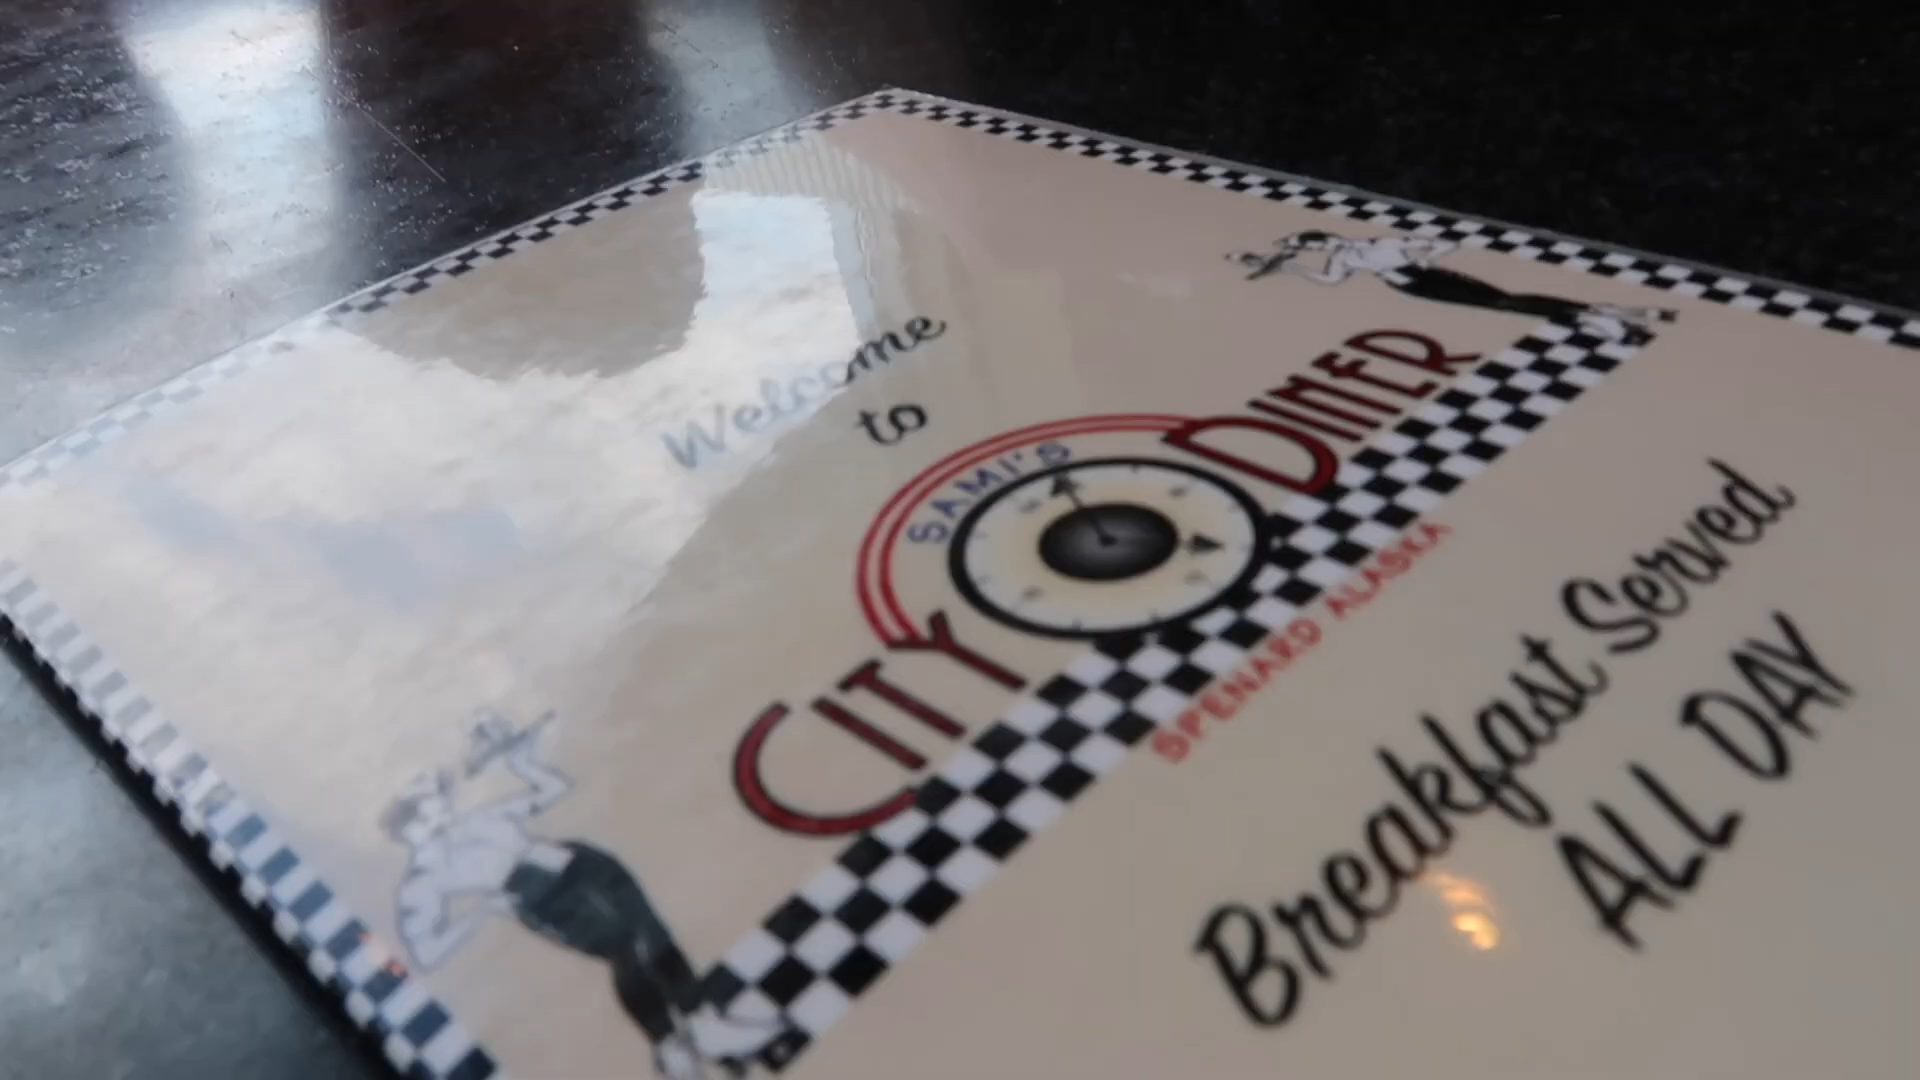 Welcome
to
SAMI'S
CITY DINER
SPENARD ALASKA
Breakfast Served
ALL DAY